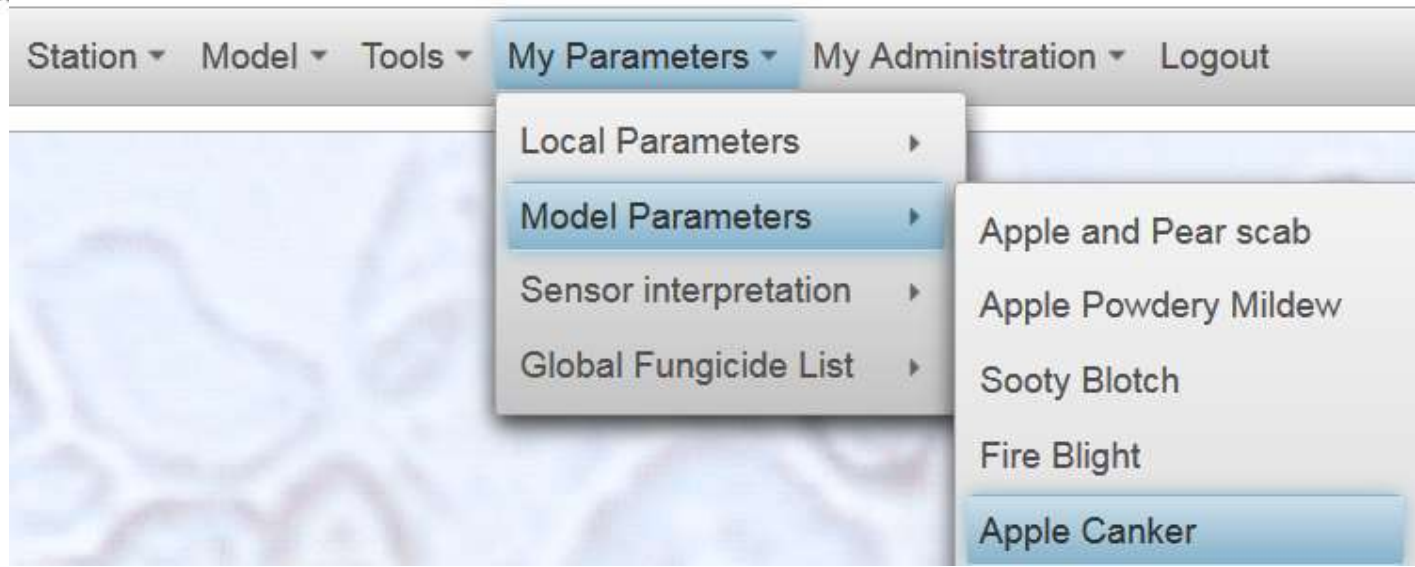 Station Model Tools My Parameters My Administration Logout
Local Parameters
Model Parameters
Sensor interpretation
Global Fungicide List
Apple and Pear scab
Apple Powdery Mildew
Sooty Blotch
Fire Blight
Apple Canker